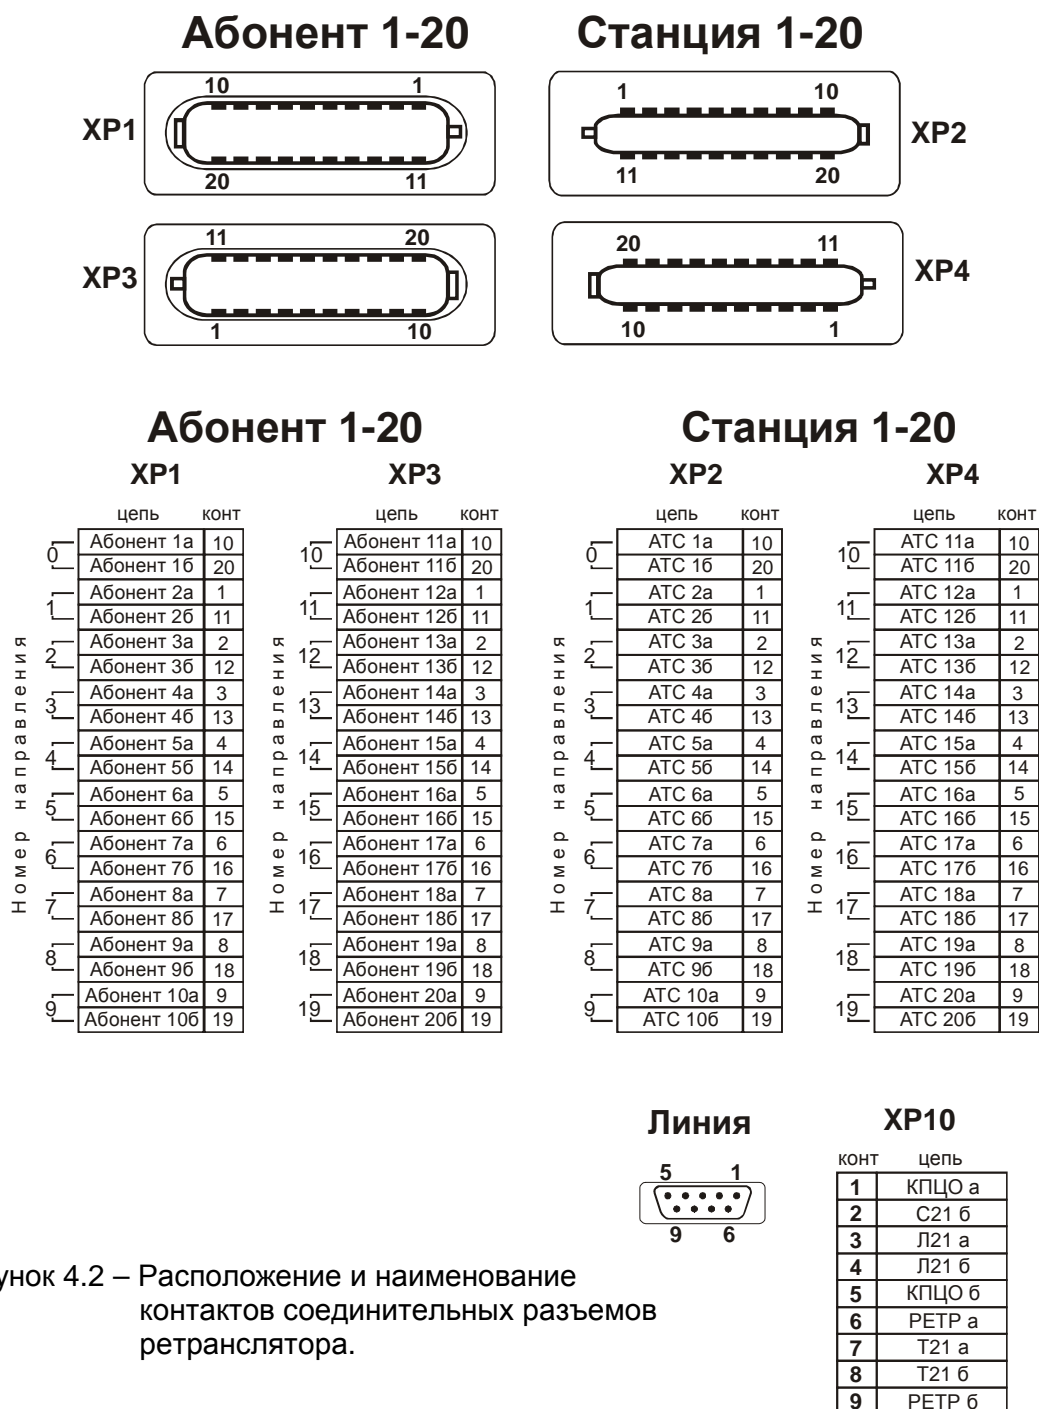 Абонент 1-20 Станция 1-20
10 1 1 10
XP1 XP2
20 11 11 20
11 20 20 11
XP3 XP4
1 10 10 1
Абонент 1-20 Станция 1-20
XP1 XP3 XP2 XP4
цепь конт цепь конт цепь конт цепь конт
Номер направления Номер направления Номер направления Номер направления
0 Абонент 1а 10 10 Абонент 11а 10 0 АТС 1а 10 10 АТС 11а 10
Абонент 1б 20 Абонент 11б 20 АТС 1б 20 АТС 11б 20
1 Абонент 2а 1 11 Абонент 12а 1 1 АТС 2а 1 11 АТС 12а 1
Абонент 2б 11 Абонент 12б 11 АТС 2б 11 АТС 12б 11
2 Абонент 3а 2 12 Абонент 13а 2 2 АТС 3а 2 12 АТС 13а 2
Абонент 3б 12 Абонент 13б 12 АТС 3б 12 АТС 13б 12
3 Абонент 4а 3 13 Абонент 14а 3 3 АТС 4а 3 13 АТС 14а 3
Абонент 4б 13 Абонент 14б 13 АТС 4б 13 АТС 14б 13
4 Абонент 5а 4 14 Абонент 15а 4 4 АТС 5а 4 14 АТС 15а 4
Абонент 5б 14 Абонент 15б 14 АТС 5б 14 АТС 15б 14
5 Абонент 6а 5 15 Абонент 16а 5 5 АТС 6а 5 15 АТС 16а 5
Абонент 6б 15 Абонент 16б 15 АТС 6б 15 АТС 16б 15
6 Абонент 7а 6 16 Абонент 17а 6 6 АТС 7а 6 16 АТС 17а 6
Абонент 7б 16 Абонент 17б 16 АТС 7б 16 АТС 17б 16
7 Абонент 8а 7 17 Абонент 18а 7 7 АТС 8а 7 17 АТС 18а 7
Абонент 8б 17 Абонент 18б 17 АТС 8б 17 АТС 18б 17
8 Абонент 9а 8 18 Абонент 19а 8 8 АТС 9а 8 18 АТС 19а 8
Абонент 9б 18 Абонент 19б 18 АТС 9б 18 АТС 19б 18
9 Абонент 10а 9 19 Абонент 20а 9 9 АТС 10а 9 19 АТС 20а 9
Абонент 10б 19 Абонент 20б 19 АТС 10б 19 АТС 20б 19
Линия
5 1
9 6
XP10
конт цепь
1 КПЦО а
2 С21 б
3 Л21 а
4 Л21 б
5 КПЦО б
6 РЕТР а
7 Т21 а
8 Т21 б
9 РЕТР б
унок 4.2 – Расположение и наименование
контактов соединительных разъемов
ретранслятора.